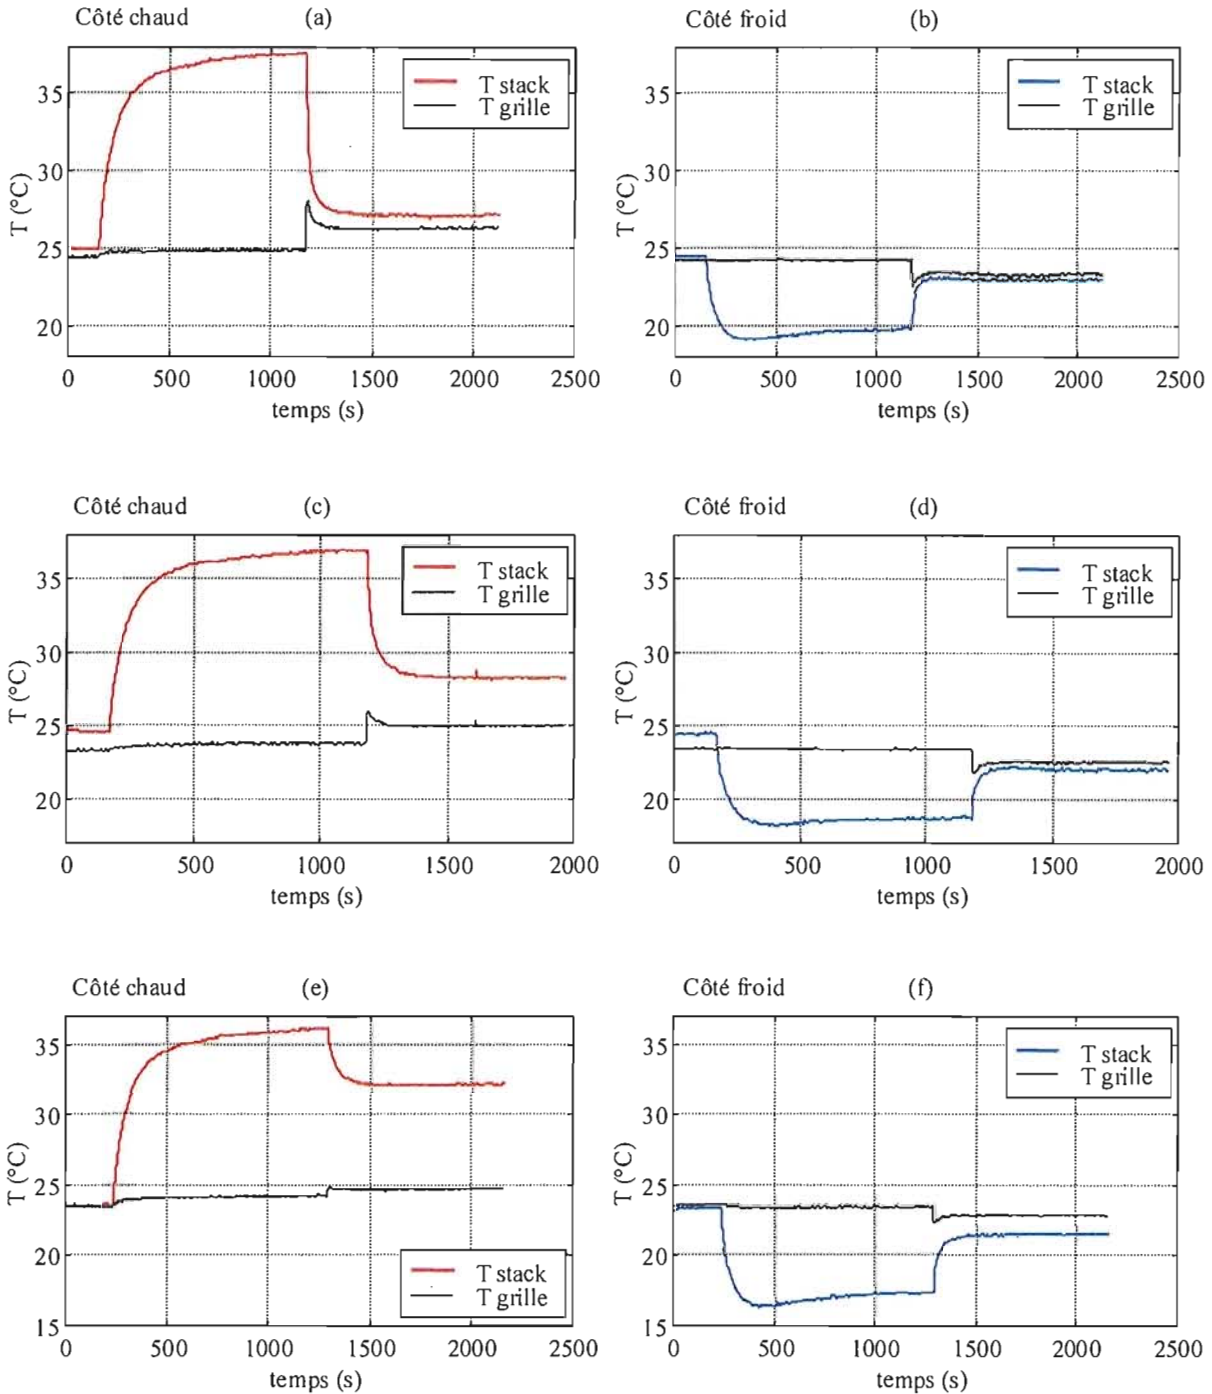 Côté chaud (a)
T (°C)
35
30
25
20
T stack
T grille
0 500 1000 1500 2000 2500
temps (s)
Côté froid (b)
T (°C)
35
30
25
20
T stack
T grille
0 500 1000 1500 2000 2500
temps (s)
Côté chaud (c)
T (°C)
35
30
25
20
T stack
T grille
0 500 1000 1500 2000
temps (s)
Côté froid (d)
T (°C)
35
30
25
20
T stack
T grille
0 500 1000 1500 2000
temps (s)
Côté chaud (e)
T (°C)
35
30
25
20
15
T stack
T grille
0 500 1000 1500 2000 2500
temps (s)
Côté froid (f)
T (°C)
35
30
25
20
15
T stack
T grille
0 500 1000 1500 2000 2500
temps (s)